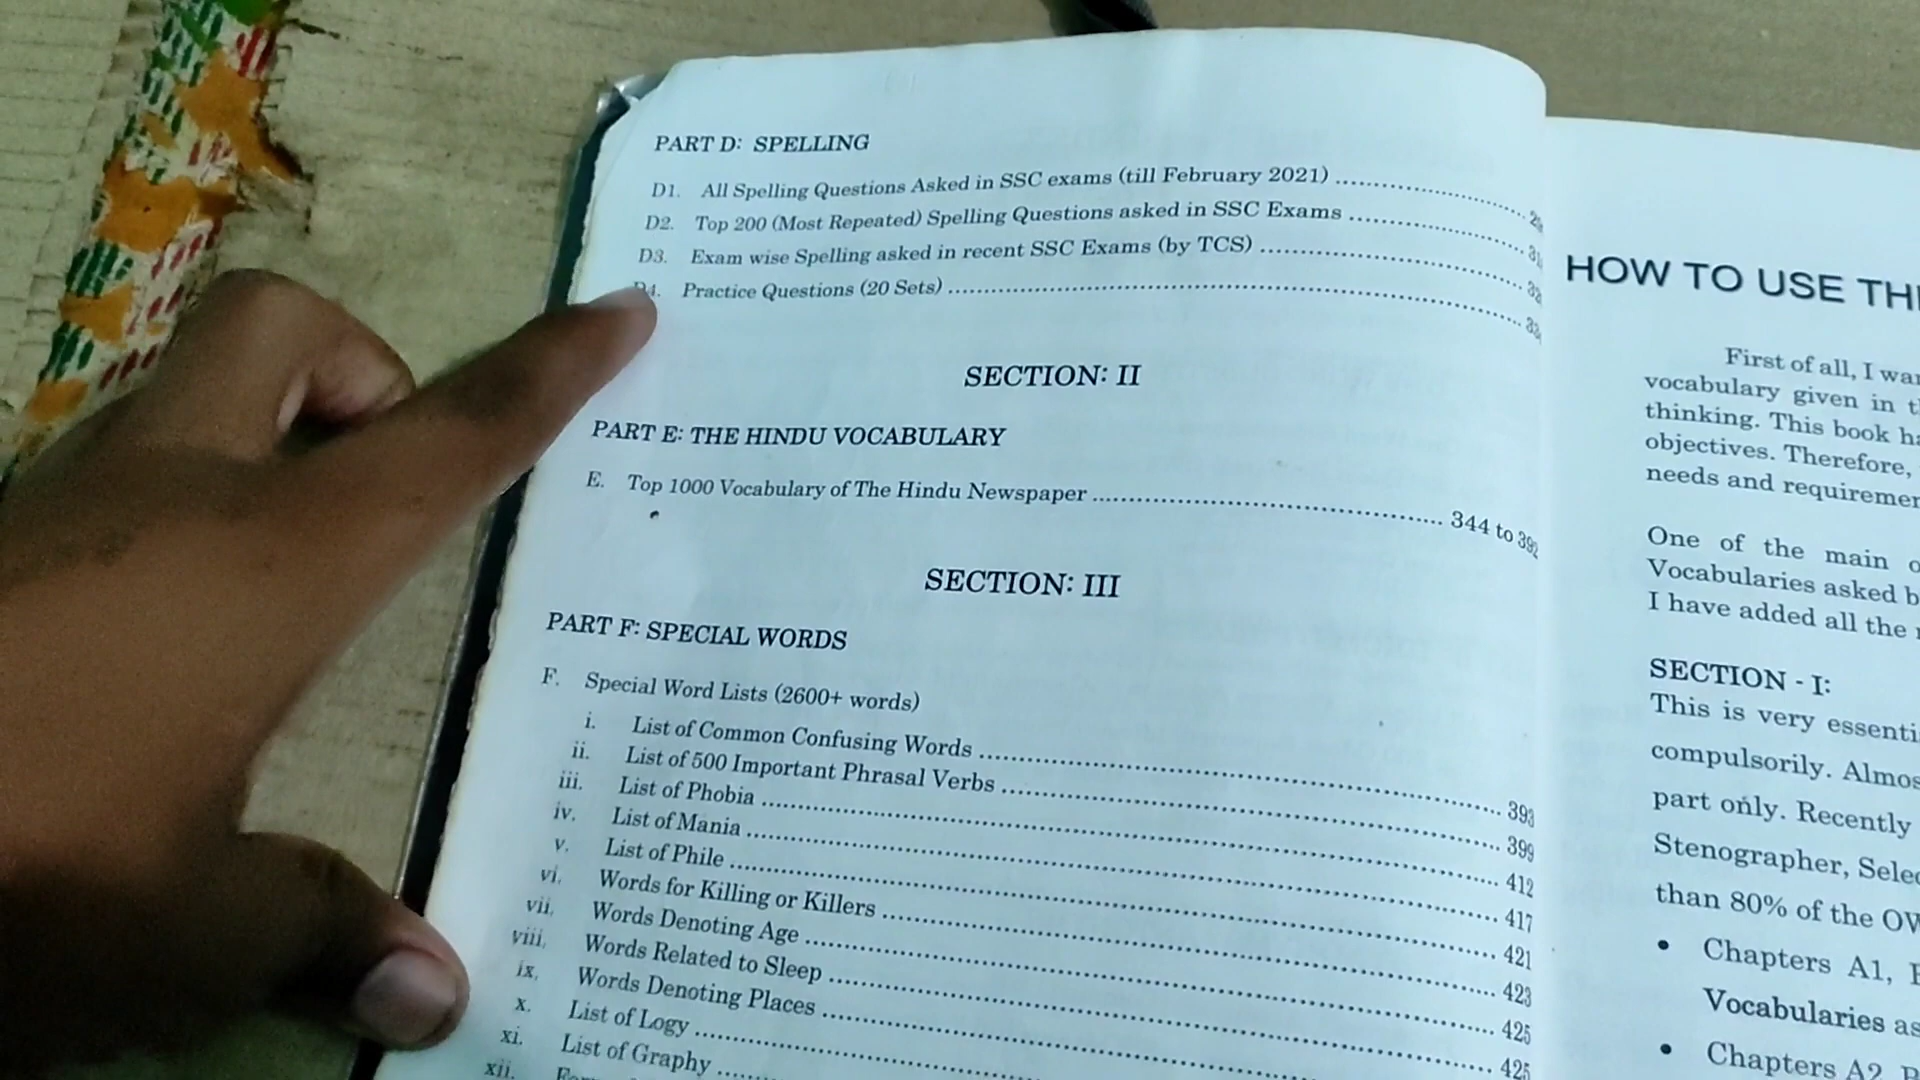 PART D: SPELLING
D1. All Spelling Questions Asked in SSC exams (till February 2021)
D2. Top 200 (Most Repeated) Spelling Questions asked in SSC Exams
D3. Exam wise Spelling asked in recent SSC Exams (by TCS)
D4. Practice Questions (20 Sets)
SECTION: II
PART E: THE HINDU VOCABULARY
E. Top 1000 Vocabulary of The Hindu Newspaper 344 to 392
SECTION: III
PART F: SPECIAL WORDS
F. Special Word Lists (2600+ words)
i. List of Common Confusing Words 393
ii. List of 500 Important Phrasal Verbs 399
iii. List of Phobia 412
iv. List of Mania 417
v. List of Phile 421
vi. Words for Killing or Killers 423
vii. Words Denoting Age 425
viii. Words Related to Sleep 425
ix. Words Denoting Places
x. List of Logy
xi. List of Graphy
xii.
HOW TO USE
First of all, I
vocabulary given in
thinking. This book
objectives. Therefore,
needs and
One of the main
Vocabularies asked
I have added all the
SECTION - I:
This is very
compulsorily.
part only. Recently
Stenographer,
than 80% of the
• Chapters A1,
Vocabularies
• Chapters A2,